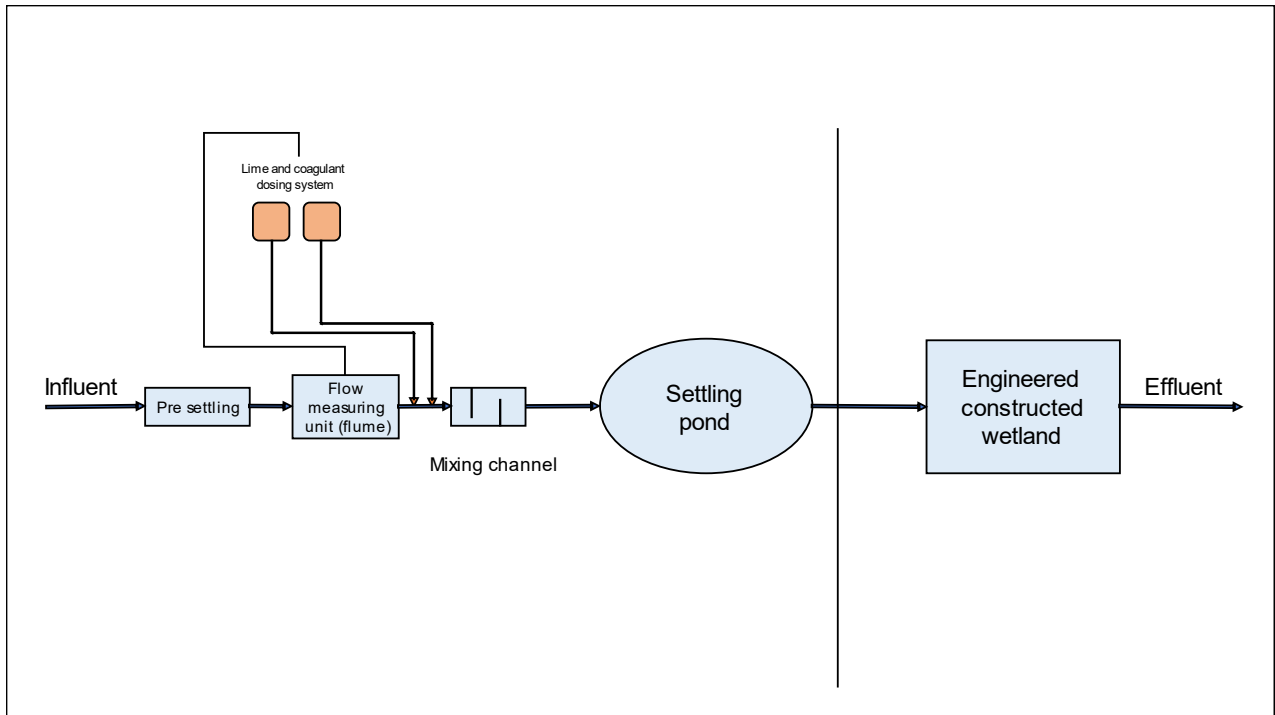 Lime and coagulant
dosing system
Influent
Pre settling
Flow
measuring
unit (flume)
Mixing channel
Settling
pond
Engineered
constructed
wetland
Effluent